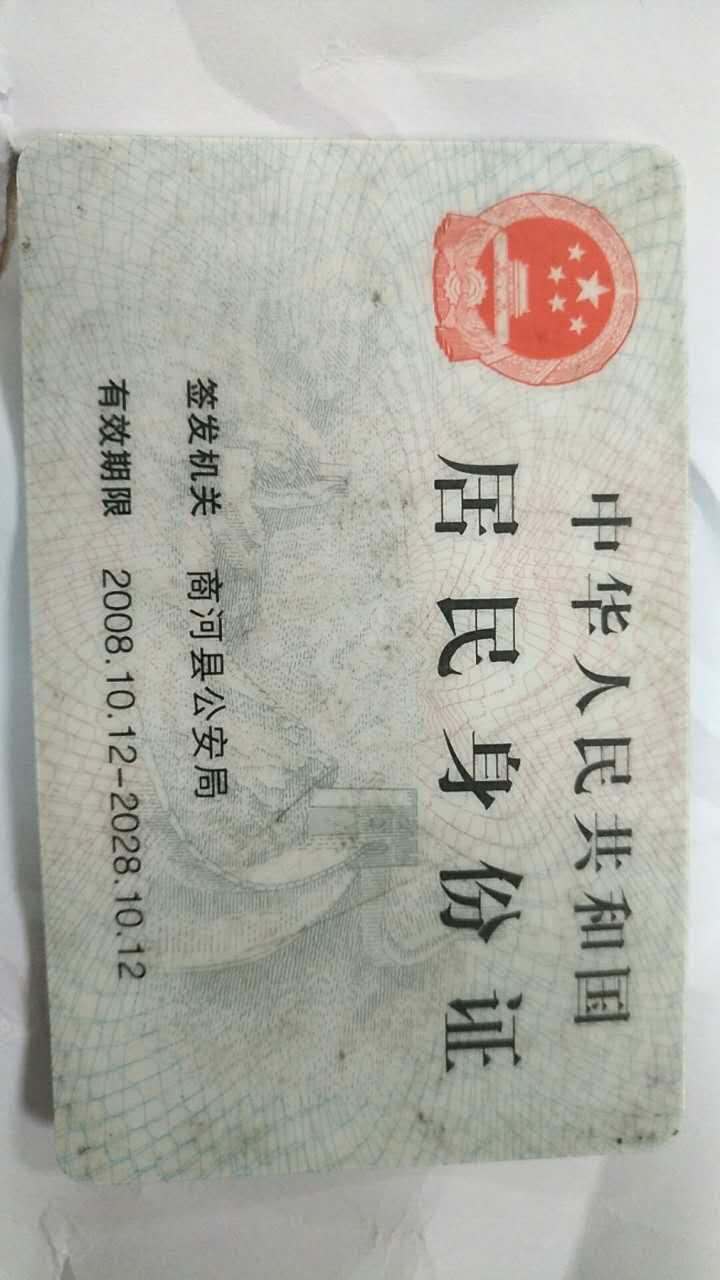 中华人民共和国
居民身份证
签发机关 商河县公安局
有效期限 2008.10.12-2028.10.12